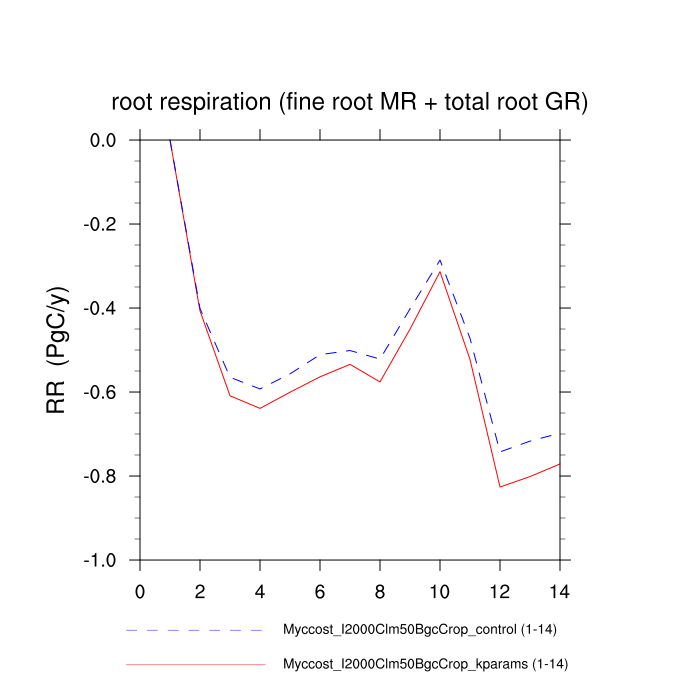 root respiration (fine root MR + total root GR)
0.0
-0.2
-0.4
-0.6
-0.8
-1.0
RR (PgC/y)
0 2 4 6 8 10 12 14
Myccost_I2000Clm50BgcCrop_control (1-14)
Myccost_I2000Clm50BgcCrop_kparams (1-14)